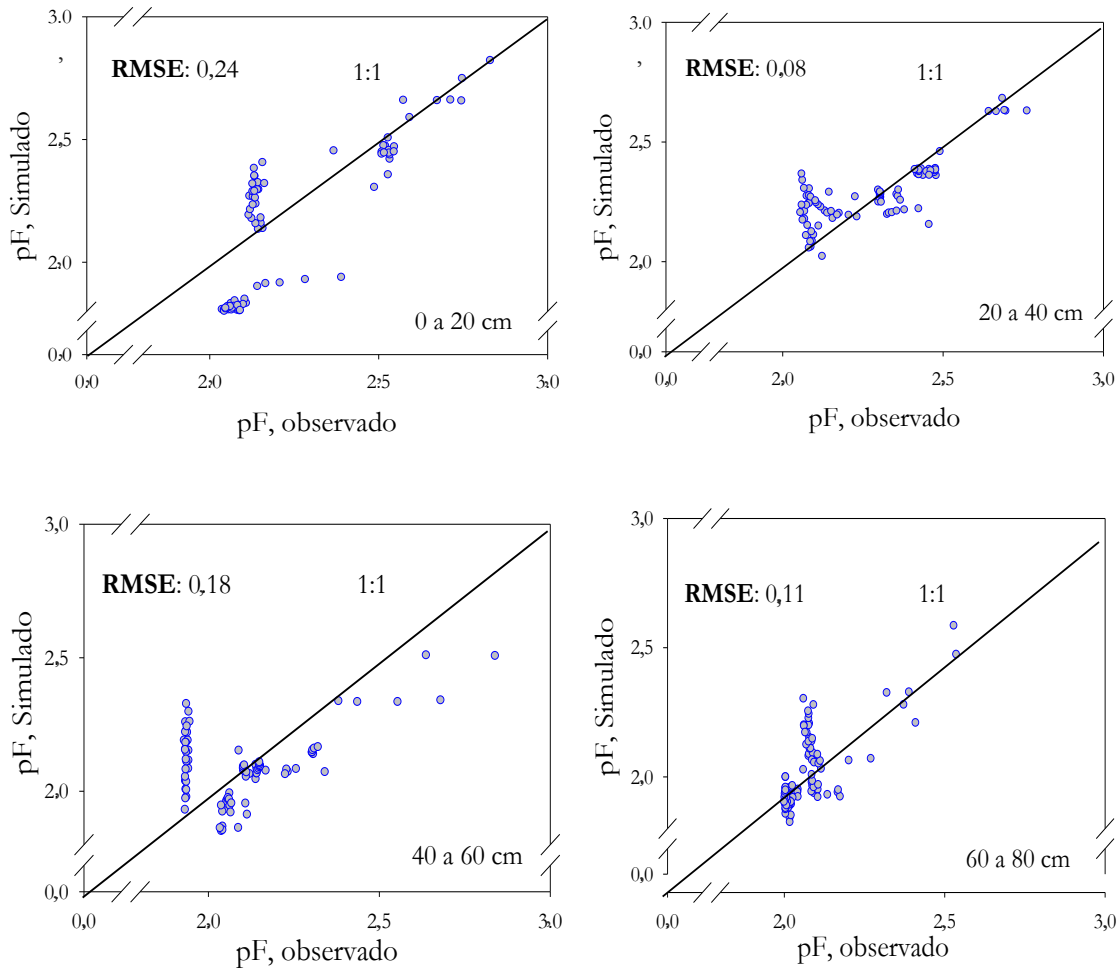 3,0
,
RMSE: 0,24
1:1
2,5
pF, Simulado
2,0
0 a 20 cm
0,0
0,0
2,0
2,5
3,0
pF, observado
3,0
,
RMSE: 0,08
1:1
2,5
pF, Simulado
2,0
20 a 40 cm
0,0
0,0
2,0
2,5
3,0
pF, observado
3,0
RMSE: 0,18
1:1
2,5
pF, Simulado
2,0
40 a 60 cm
0,0
0,0
2,0
2,5
3,0
pF, observado
3,0
RMSE: 0,11
1:1
2,5
pF, Simulado
2,0
60 a 80 cm
0,0
0,0
2,0
2,5
3,0
pF, observado